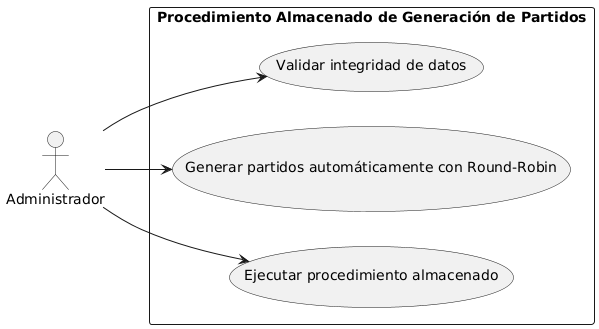 Procedimiento Almacenado de Generación de Partidos
Validar integridad de datos
Generar partidos automáticamente con Round-Robin
Administrador
Ejecutar procedimiento almacenado